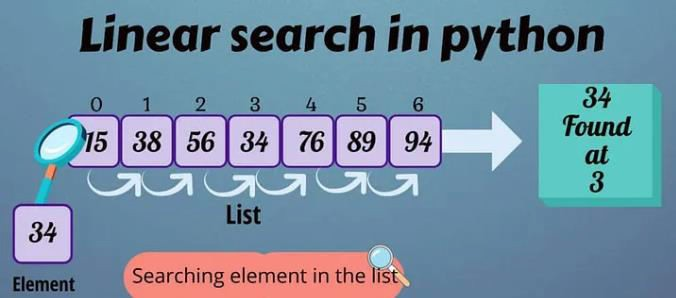 Linear search in python
0 1 2 3 4 5 6
15 38 56 34 76 89 94
34
Found
at
3
List
34
Element
Searching element in the list